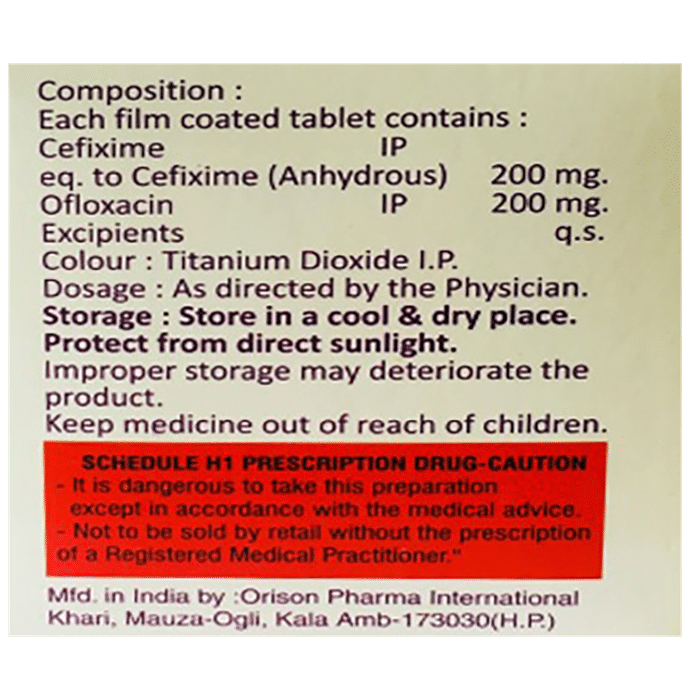 Composition :
Each film coated tablet contains :
Cefixime IP
eq. to Cefixime (Anhydrous) 200 mg.
Ofloxacin IP 200 mg.
Excipients q.s.
Colour : Titanium Dioxide I.P.
Dosage : As directed by the Physician.
Storage : Store in a cool & dry place.
Protect from direct sunlight.
Improper storage may deteriorate the
product.
Keep medicine out of reach of children.
SCHEDULE H1 PRESCRIPTION DRUG-CAUTION
- It is dangerous to take this preparation
except in accordance with the medical advice.
- Not to be sold by retail without the prescription
of a Registered Medical Practitioner."
Mfd. in India by :Orison Pharma International
Khari, Mauza-Ogli, Kala Amb-173030(H.P.)